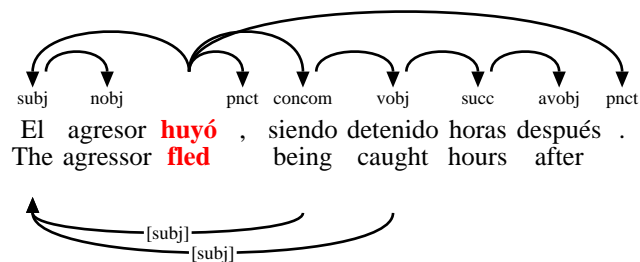 subj nobj pnct concom vobj succ avobj pnct
El agresor huyó , siendo detenido horas después .
The agressor fled being caught hours after
[subj]
[subj]